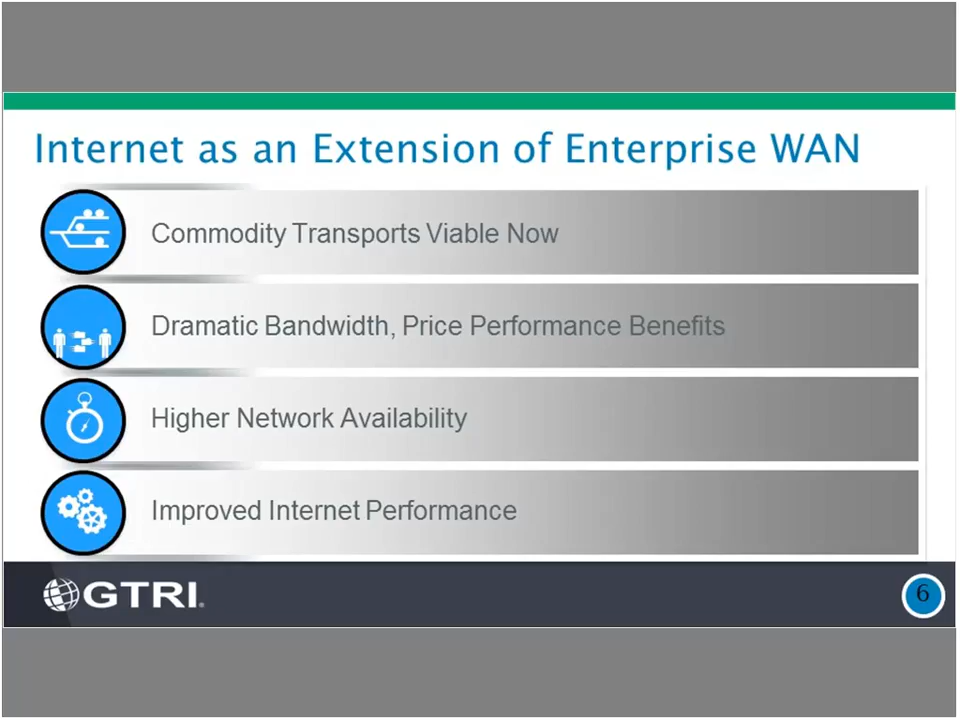 Internet as an Extension of Enterprise WAN
Commodity Transports Viable Now
Dramatic Bandwidth, Price Performance Benefits
Higher Network Availability
Improved Internet Performance
GTRI.
6